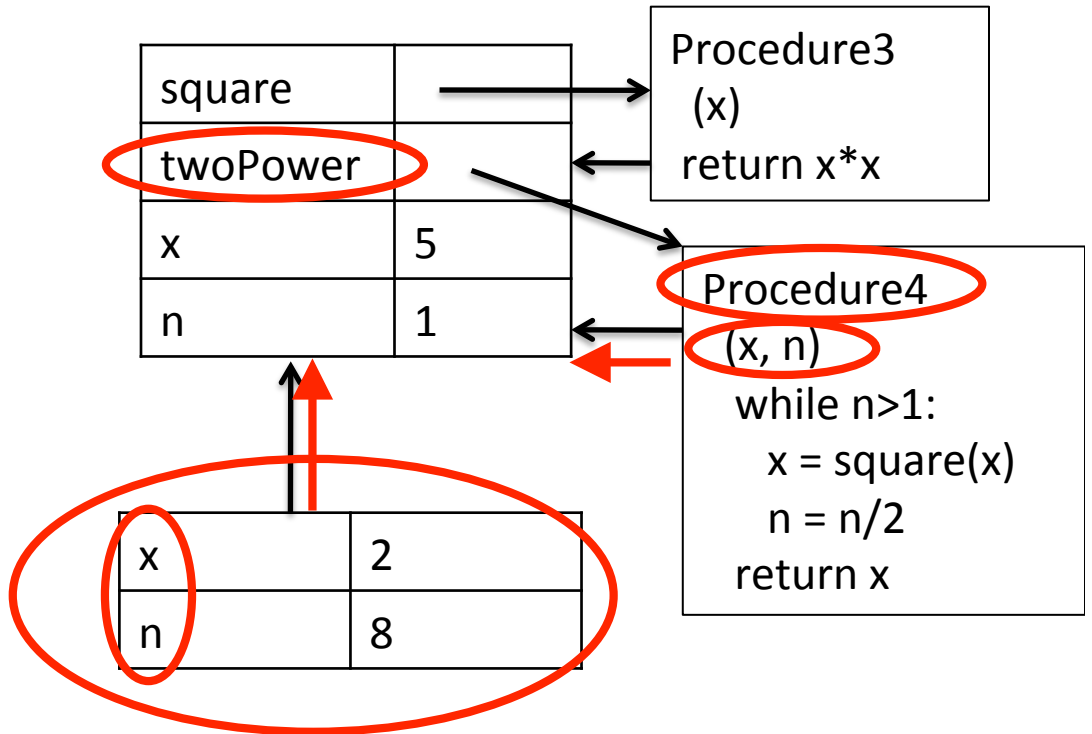 square
twoPower
x 5
n 1
Procedure3
(x)
return x*x
Procedure4
(x, n)
while n>1:
x = square(x)
n = n/2
return x
x 2
n 8